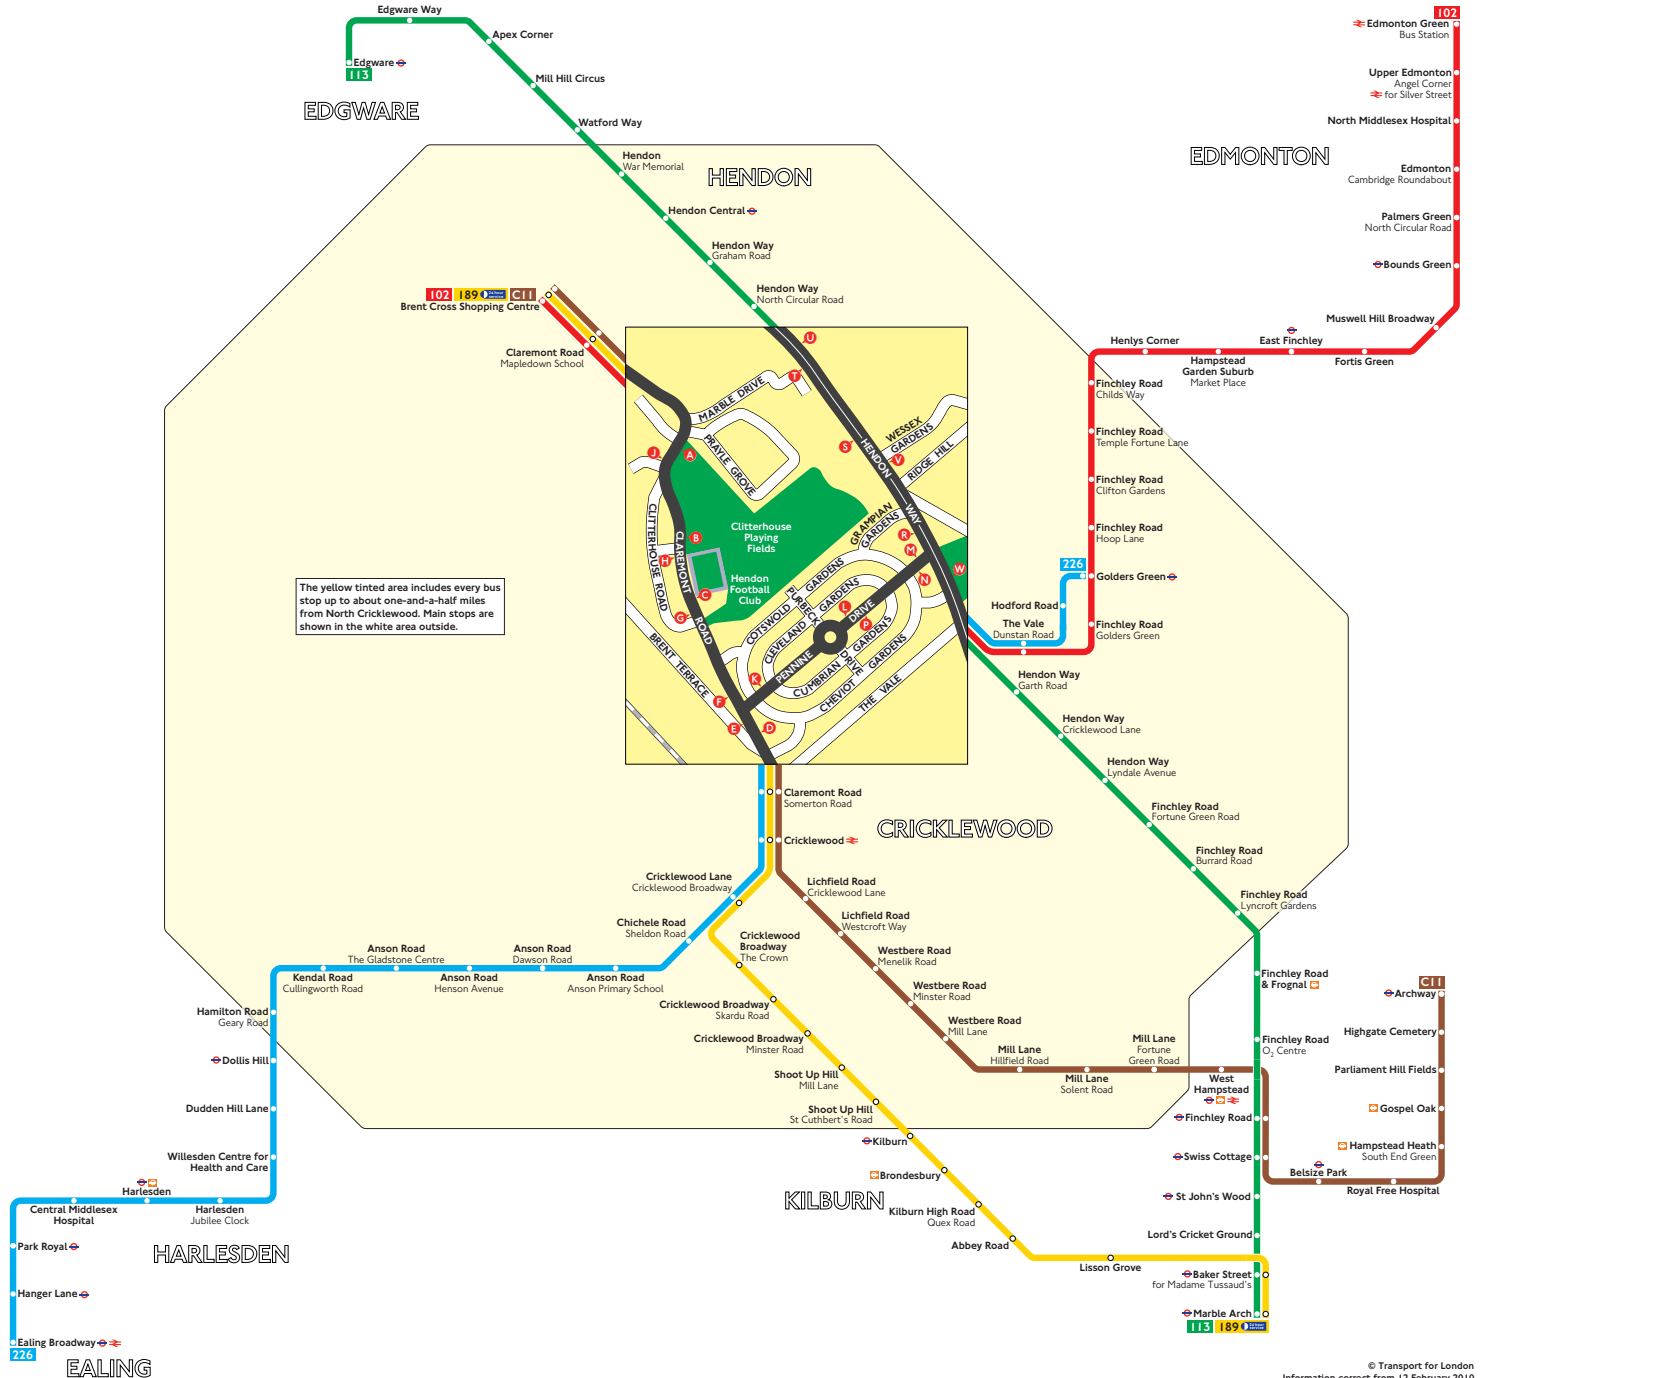 Edgware Way
Apex Corner
Edgware
113
Mill Hill Circus
EDGWARE
Watford Way
Hendon
War Memorial
HENDON
Hendon Central
Hendon Way
Graham Road
Hendon Way
North Circular Road
102
Edmonton Green
Bus Station
Upper Edmonton
Angel Corner
for Silver Street
North Middlesex Hospital
EDMONTON
Edmonton
Cambridge Roundabout
Palmers Green
North Circular Road
Bounds Green
Muswell Hill Broadway
Henlys Corner
East Finchley
Hampstead
Garden Suburb
Market Place
Fortis Green
102 189 24 hour service C11
Brent Cross Shopping Centre
Claremont Road
Mapledown School
Finchley Road
Childs Way
Finchley Road
Temple Fortune Lane
Finchley Road
Clifton Gardens
Finchley Road
Hoop Lane
226
Golders Green
Hodford Road
The Vale
Dunstan Road
Finchley Road
Golders Green
U
T
MARBLE DRIVE
WESSEX
GARDENS
S
V
HENDON
WAY
RIDGE HILL
J
A
PRAYLE GROVE
CLITTERHOUSE ROAD
CLAREMONT
ROAD
B
Clitterhouse
Playing
Fields
GRAMPIAN
GARDENS
R
M
H
Hendon
Football
Club
C
G
N
W
COTSWOLD GARDENS
PURBECK
DRIVE
CLEVELAND GARDENS
L
P
PENNINE
DRIVE
CUMBRIAN GARDENS
CHEVIOT GARDENS
THE VALE
BRENT TERRACE
K
F
E
D
The yellow tinted area includes every bus
stop up to about one-and-a-half miles
from North Cricklewood. Main stops are
shown in the white area outside.
Hendon Way
Garth Road
Hendon Way
Cricklewood Lane
Hendon Way
Lyndale Avenue
Finchley Road
Fortune Green Road
Finchley Road
Burrard Road
Finchley Road
Lyncroft Gardens
Claremont Road
Somerton Road
CRICKLEWOOD
Cricklewood
Cricklewood Lane
Cricklewood Broadway
Chichele Road
Sheldon Road
Lichfield Road
Cricklewood Lane
Lichfield Road
Westcroft Way
Westbere Road
Menelik Road
Westbere Road
Minster Road
Westbere Road
Mill Lane
Mill Lane
Hillfield Road
Mill Lane
Solent Road
Mill Lane
Fortune
Green Road
West
Hampstead
Cricklewood
Broadway
The Crown
Cricklewood Broadway
Skardu Road
Cricklewood Broadway
Minster Road
Shoot Up Hill
Mill Lane
Shoot Up Hill
St Cuthbert's Road
Kilburn
Brondesbury
KILBURN
Kilburn High Road
Quex Road
Abbey Road
Lisson Grove
Anson Road
The Gladstone Centre
Anson Road
Dawson Road
Kendal Road
Cullingworth Road
Anson Road
Henson Avenue
Anson Road
Anson Primary School
Hamilton Road
Geary Road
Dollis Hill
Dudden Hill Lane
Willesden Centre for
Health and Care
Harlesden
Central Middlesex
Hospital
Harlesden
Jubilee Clock
Park Royal
HARLESDEN
Hanger Lane
Ealing Broadway
226
EALING
Finchley Road
& Frognal
Finchley Road
O2 Centre
Finchley Road
Swiss Cottage
St John's Wood
Lord's Cricket Ground
Baker Street
for Madame Tussaud's
Marble Arch
113 189 24 hour service
C11
Archway
Highgate Cemetery
Parliament Hill Fields
Gospel Oak
Hampstead Heath
South End Green
Belsize Park
Royal Free Hospital
© Transport for London
Information correct from 12 February 2010